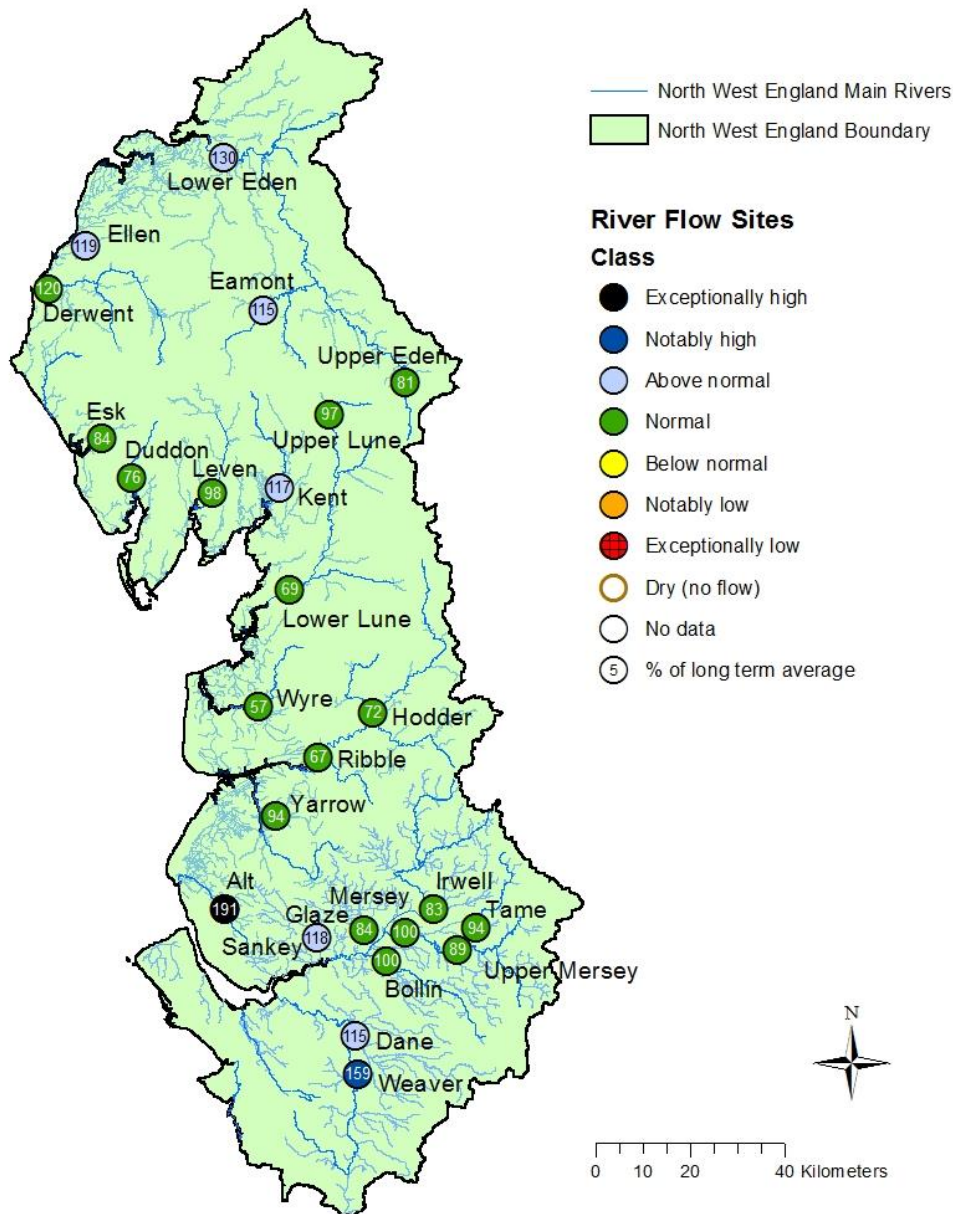 North West England Main Rivers
North West England Boundary
River Flow Sites
Class
Exceptionally high
Notably high
Above normal
Normal
Below normal
Notably low
Exceptionally low
Dry (no flow)
No data
5 % of long term average
130
Lower Eden
119 Ellen
120
Derwent
Eamont
115
Upper Eden
81
97
Upper Lune
Esk
84
Duddon
76
Leven
98
117 Kent
69
Lower Lune
57 Wyre
72 Hodder
67 Ribble
94 Yarrow
Alt
191
Irwell
83
Mersey
100
Glaze
84
Tame
94
Sankey 118
89
Upper Mersey
100
Bollin
115 Dane
159 Weaver
N
0 10 20 40 Kilometers